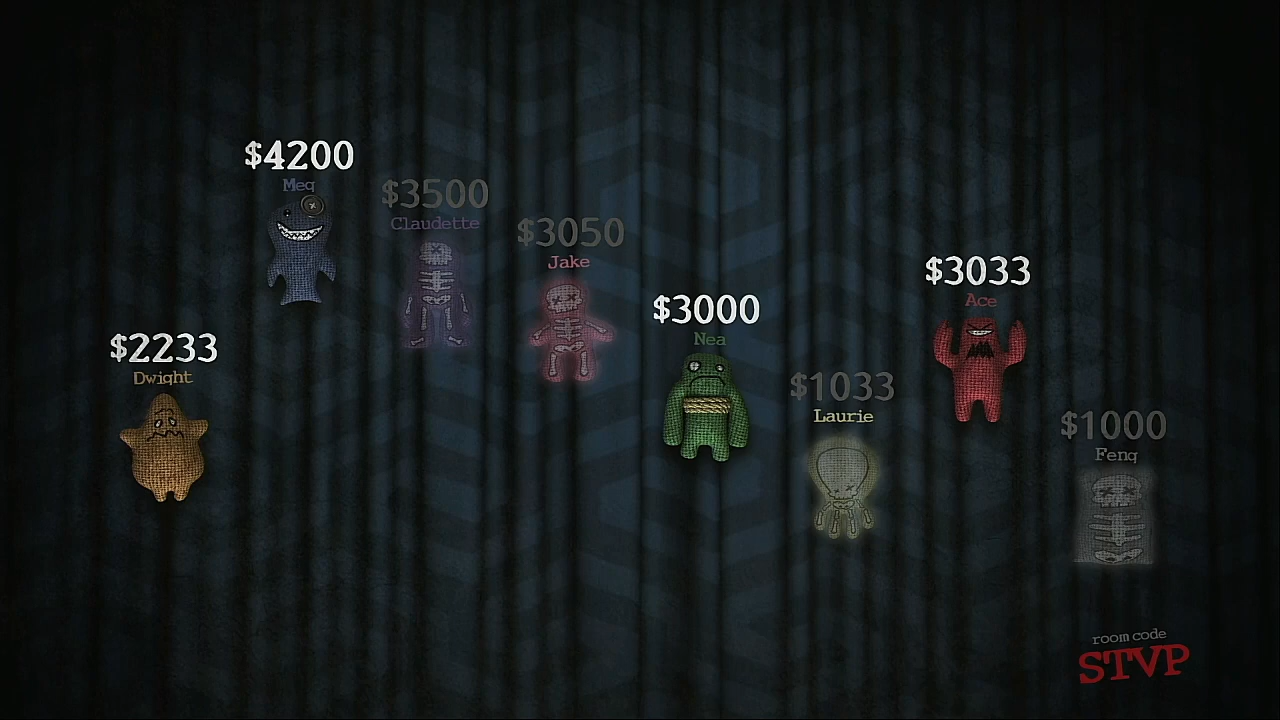 $4200
Meg
$3500
Claudette
$3050
Jake
$3033
Ace
$3000
Nea
$2233
Dwight
$1033
Laurie
$1000
Feng
room code
STVP